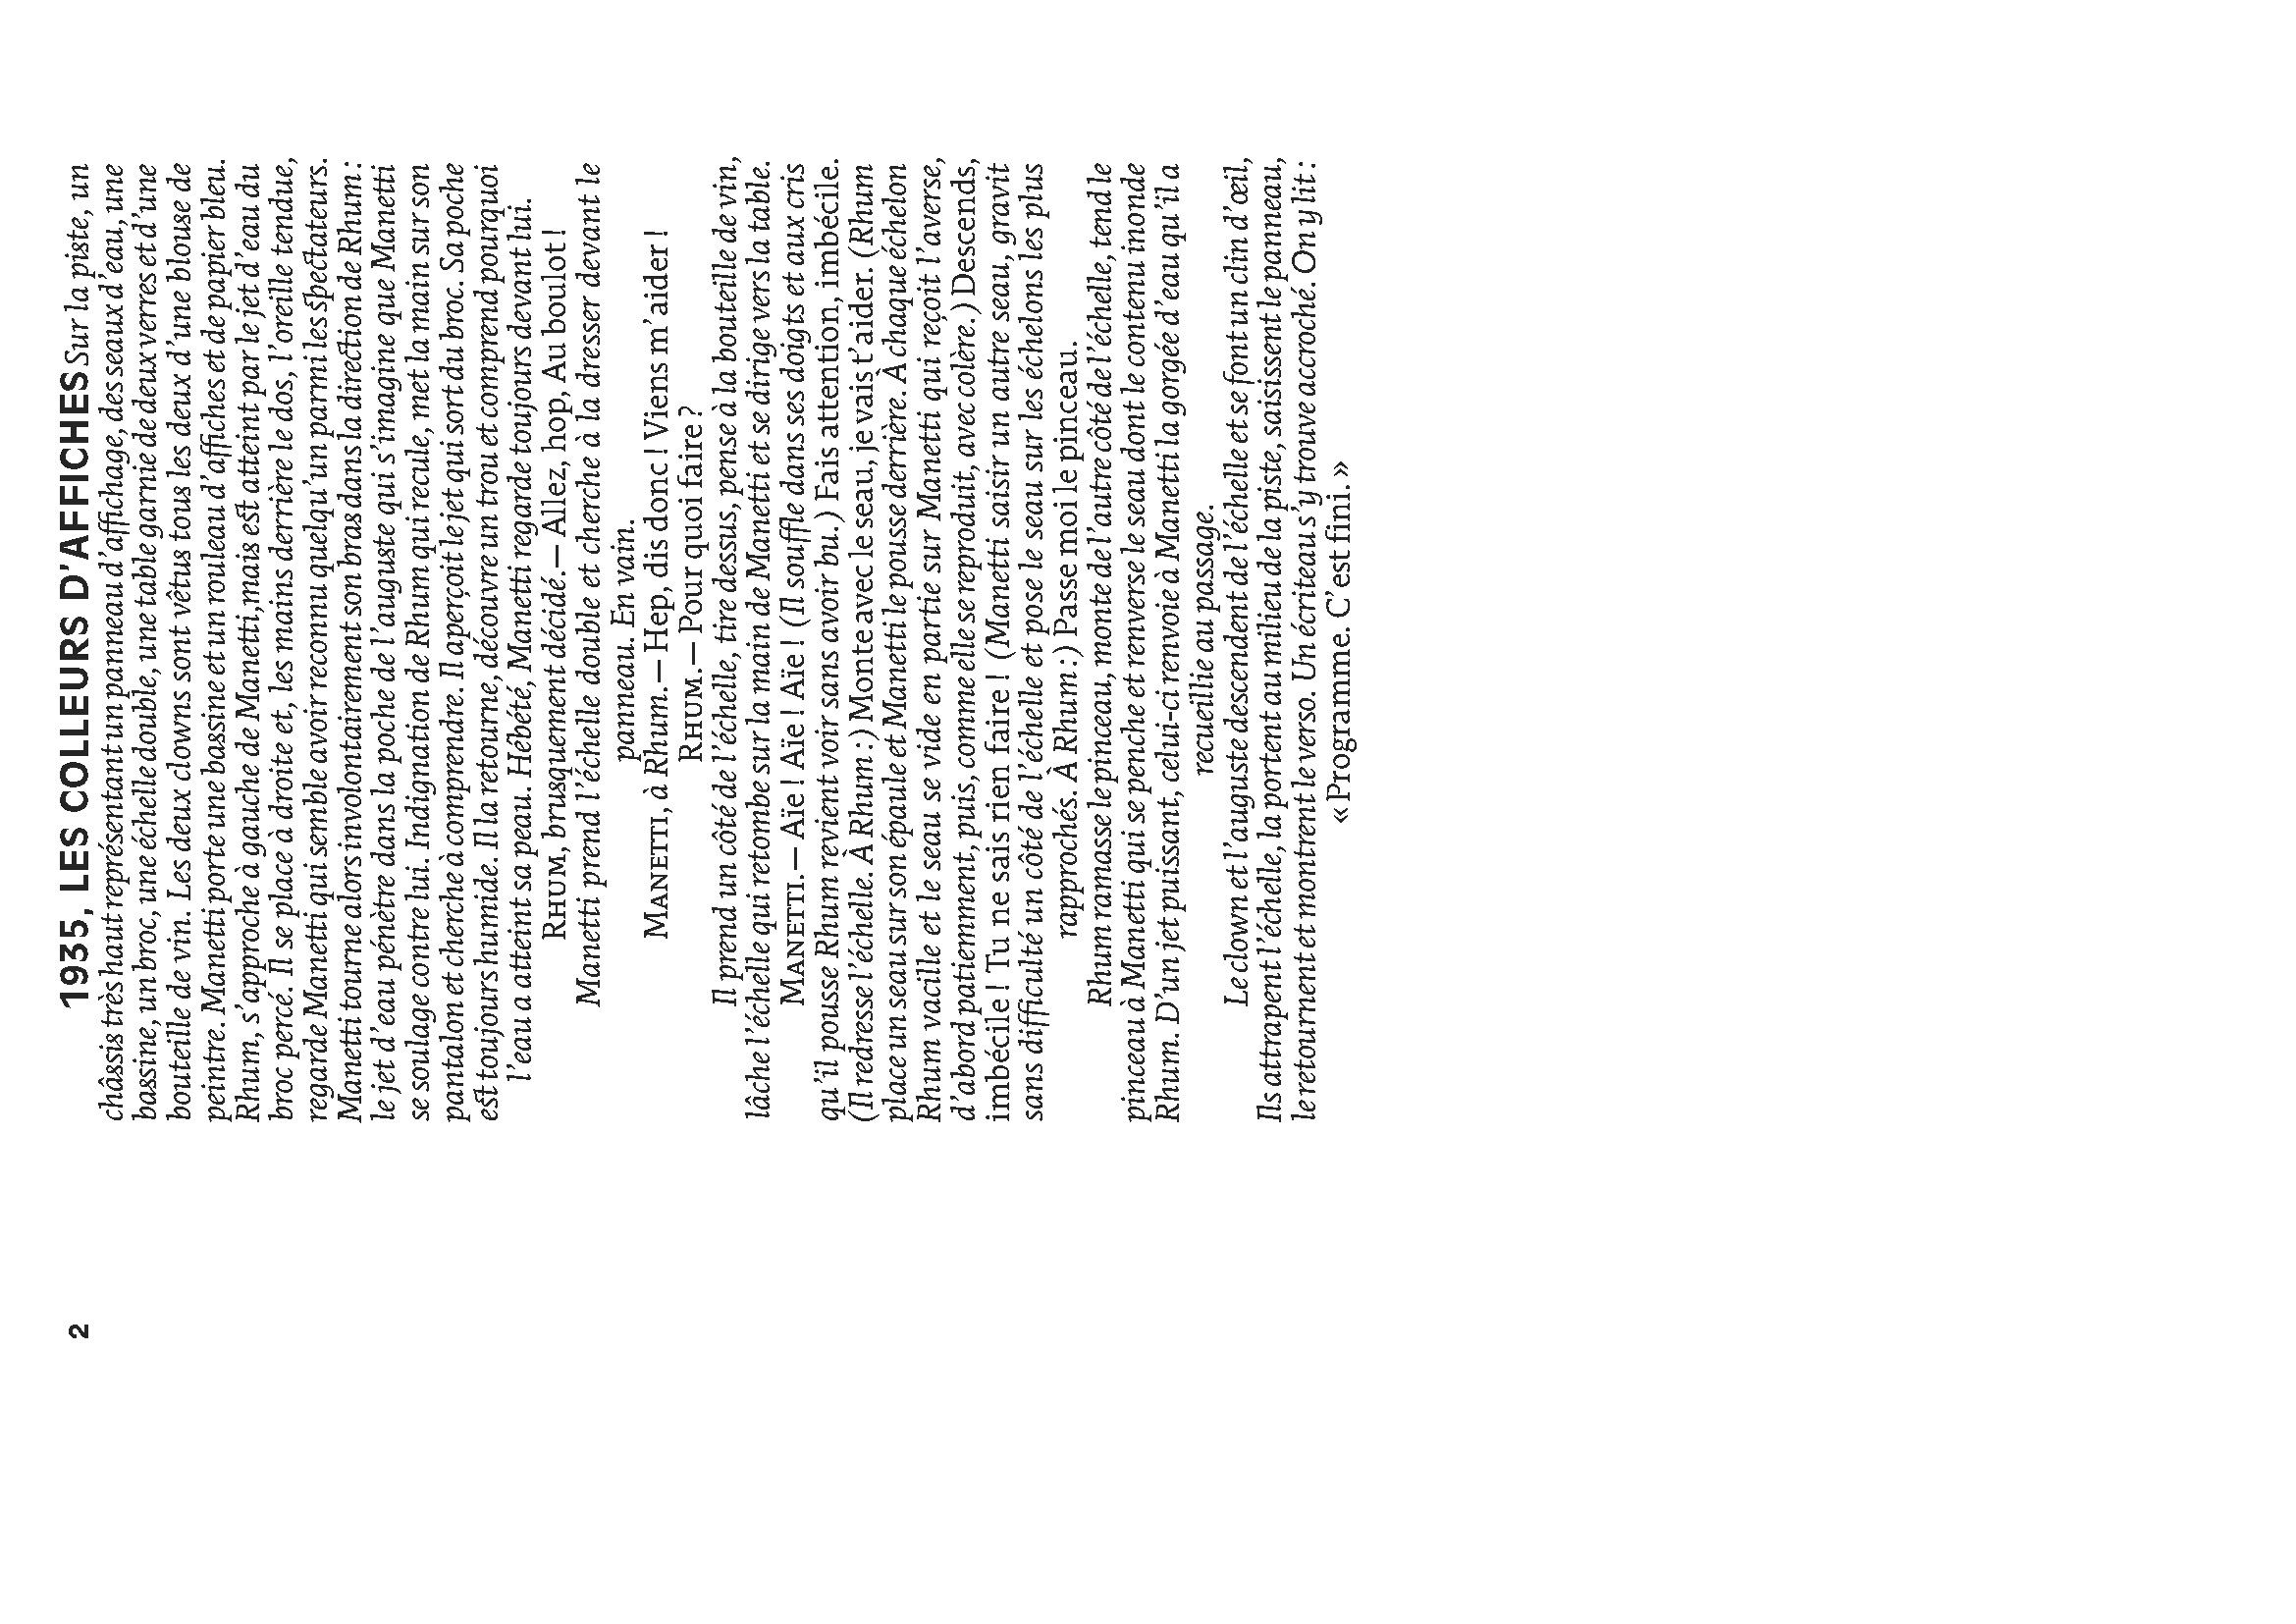 2
1935, LES COLLEURS D'AFFICHES Sur la piste, un
châssis très haut représentant un panneau d'affichage, des seaux d'eau, une
bassine, un broc, une échelle double, une table garnie de deux verres et d'une
bouteille de vin. Les deux clowns sont vêtus tous les deux d'une blouse de
peintre. Manetti porte une bassine et un rouleau d'affiches et de papier bleu.
Rhum, s'approche à gauche de Manetti, mais est atteint par le jet d'eau du
broc percé. Il se place à droite et, les mains derrière le dos, l'oreille tendue,
regarde Manetti qui semble avoir reconnu quelqu'un parmi les spectateurs.
Manetti tourne alors involontairement son bras dans la direction de Rhum :
le jet d'eau pénètre dans la poche de l'auguste qui s'imagine que Manetti
se soulage contre lui. Indignation de Rhum qui recule, met la main sur son
pantalon et cherche à comprendre. Il aperçoit le jet qui sort du broc. Sa poche
est toujours humide. Il la retourne, découvre un trou et comprend pourquoi
l'eau a atteint sa peau. Hébété, Manetti regarde toujours devant lui.
RHUM, brusquement décidé.— Allez, hop, Au boulot !
Manetti prend l'échelle double et cherche à la dresser devant le
panneau. En vain.
MANETTI, à Rhum.— Hep, dis donc ! Viens m'aider !
RHUM.— Pour quoi faire ?
Il prend un côté de l'échelle, tire dessus, pense à la bouteille de vin,
lâche l'échelle qui retombe sur la main de Manetti et se dirige vers la table.
MANETTI.— Aïe ! Aïe ! Aïe ! (Il souffle dans ses doigts et aux cris
qu'il pousse Rhum revient voir sans avoir bu.) Fais attention, imbécile.
(Il redresse l'échelle. À Rhum :) Monte avec le seau, je vais t'aider. (Rhum
place un seau sur son épaule et Manetti le pousse derrière. À chaque échelon
Rhum vacille et le seau se vide en partie sur Manetti qui reçoit l'averse,
d'abord patiemment, puis, comme elle se reproduit, avec colère.) Descends,
imbécile ! Tu ne sais rien faire ! (Manetti saisir un autre seau, gravit
sans difficulté un côté de l'échelle et pose le seau sur les échelons les plus
rapprochés. À Rhum :) Passe moi le pinceau.
Rhum ramasse le pinceau, monte de l'autre côté de l'échelle, tend le
pinceau à Manetti qui se penche et renverse le seau dont le contenu inonde
Rhum. D'un jet puissant, celui-ci renvoie à Manetti la gorgée d'eau qu'il a
recueillie au passage.
Le clown et l'auguste descendent de l'échelle et se font un clin d'œil,
Ils attrapent l'échelle, la portent au milieu de la piste, saisissent le panneau,
le retournent et montrent le verso. Un écriteau s'y trouve accroché. On y lit :
« Programme. C'est fini. »